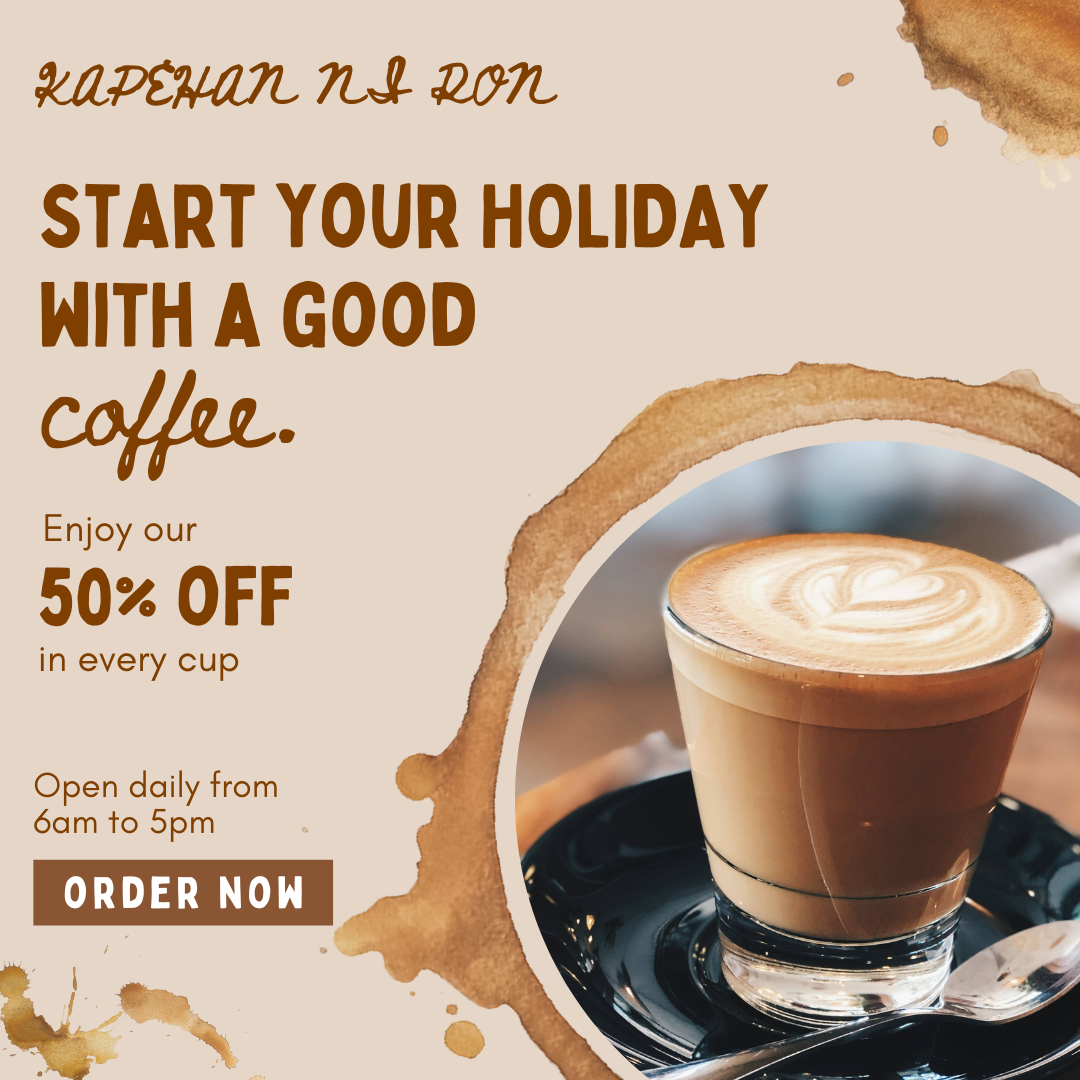 KAPEHAN NI RON
START YOUR HOLIDAY
WITH A GOOD
coffee.
Enjoy our
50% OFF
in every cup
Open daily from
6am to 5pm
ORDER NOW